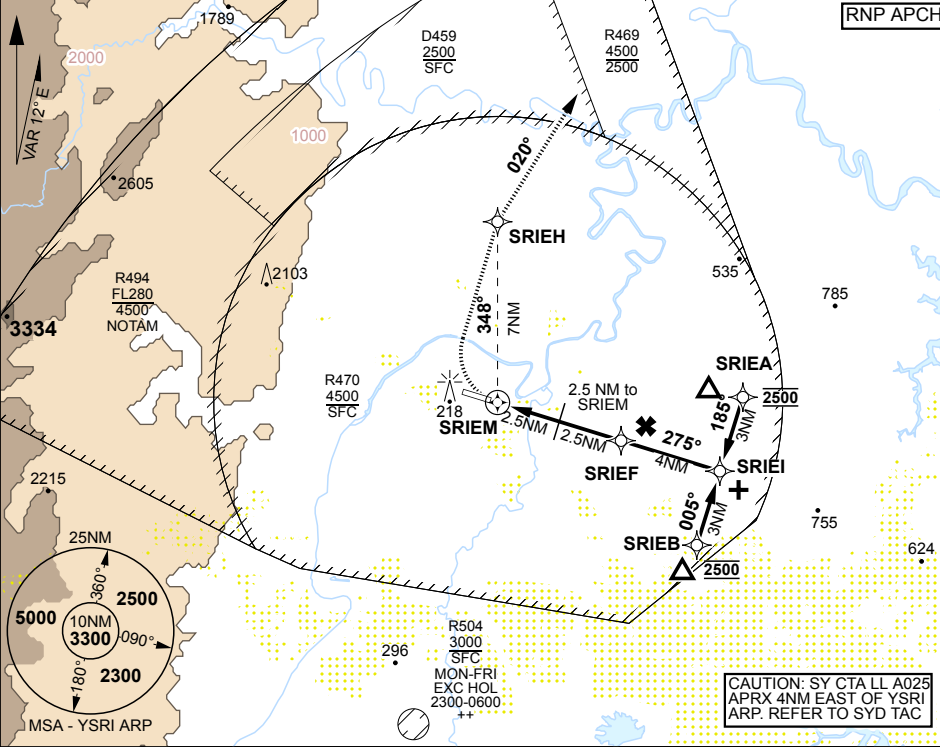 RNP APCH
1789
2000
VAR 12° E
D459
2500
SFC
R469
4500
2500
1000
020°
2605
SRIEH
2103
535
R494
FL280
4500
NOTAM
3334
348°
7NM
785
R470
4500
SFC
218
SRIEM
2.5 NM to
SRIEM
2.5NM
2.5NM
SRIEF
275°
4NM
SRIEA
2500
185°
3NM
SRIEI
005°
3NM
SRIEB
2500
2215
755
624
25NM
360°
2500
5000
10NM
3300
090°
180°
2300
MSA - YSRI ARP
296
R504
3000
SFC
MON-FRI
EXC HOL
2300-0600
++
CAUTION: SY CTA LL A025
APRX 4NM EAST OF YSRI
ARP. REFER TO SYD TAC